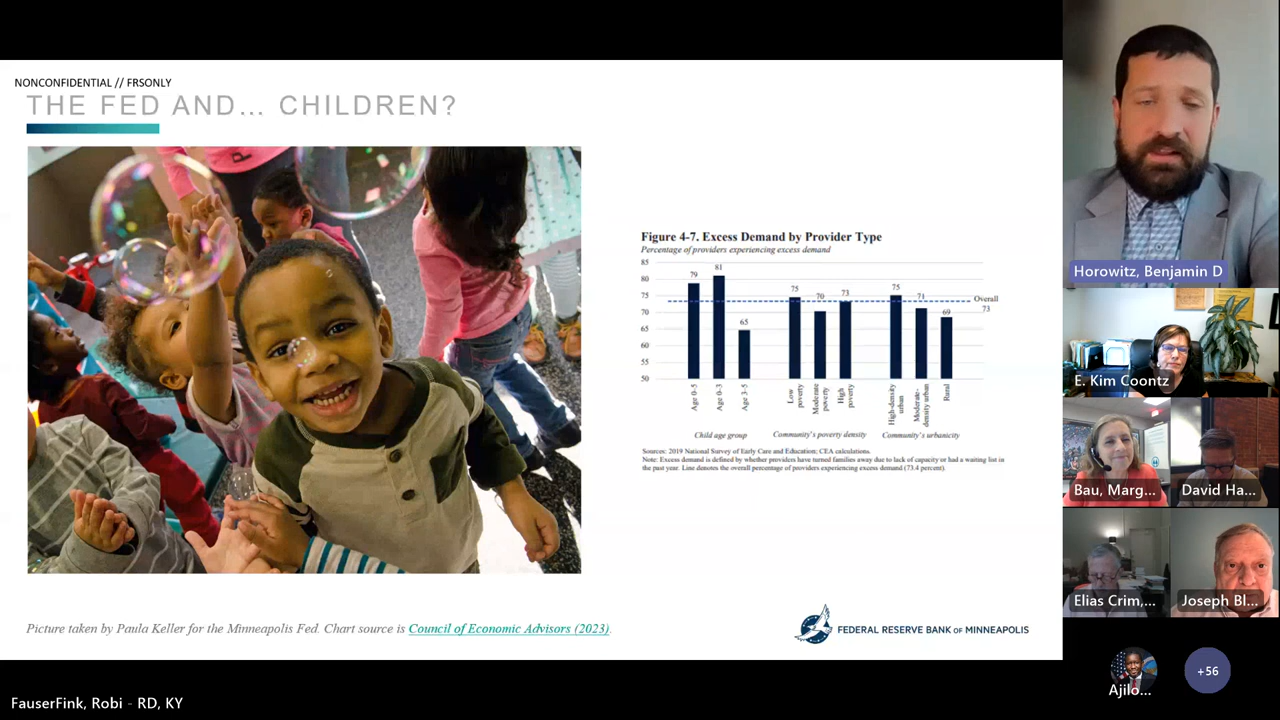 NONCONFIDENTIAL // FRSONLY
THE FED AND... CHILDREN?
Figure 4-7. Excess Demand by Provider Type
Percentage of providers experiencing excess demand
85
80
75
70
65
60
55
50
79
81
65
75
70
73
75
71
69
Overall
73
Age 0-5
Age 0-3
Age 3-5
Low
poverty
Moderate
poverty
High
poverty
High-density
urban
Moderate-
density urban
Rural
Child age group
Community's poverty density
Community's urbanicity
Sources: 2019 National Survey of Early Care and Education; CEA calculations.
Note: Excess demand is defined by whether providers have turned families away due to lack of capacity or had a waiting list in
the past year. Line denotes the overall percentage of providers experiencing excess demand (73.4 percent).
Picture taken by Paula Keller for the Minneapolis Fed. Chart source is Council of Economic Advisors (2023).
FEDERAL RESERVE BANK OF MINNEAPOLIS
Horowitz, Benjamin D
E. Kim Coontz
Bau, Marg...
David Ha...
Elias Crim,...
Joseph Bl...
Ajilo...
+56
FauserFink, Robi - RD, KY